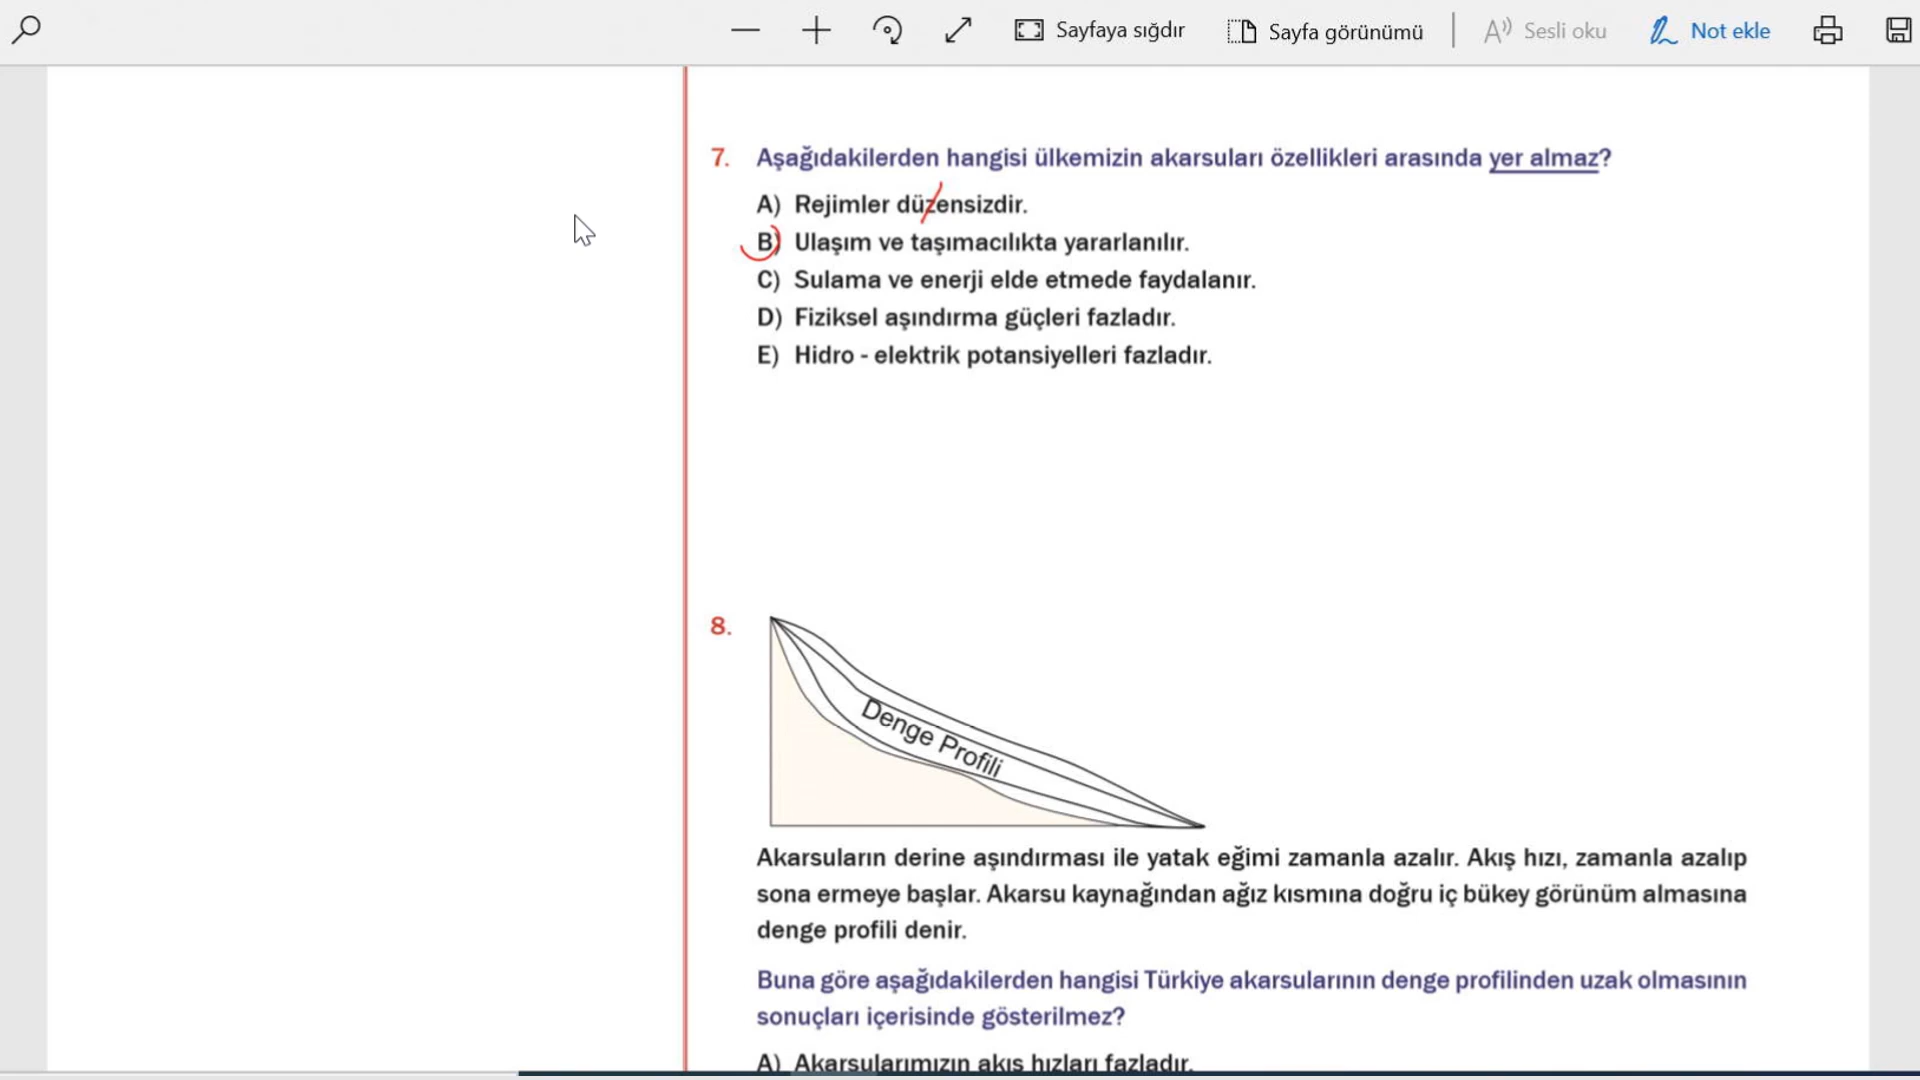 Sayfaya sığdır
Sayfa görünümü
Sesli oku
Not ekle
7. Aşağıdakilerden hangisi ülkemizin akarsuları özellikleri arasında yer almaz?
A) Rejimler düzensizdir.
B) Ulaşım ve taşımacılıkta yararlanılır.
C) Sulama ve enerji elde etmede faydalanır.
D) Fiziksel aşındırma güçleri fazladır.
E) Hidro - elektrik potansiyelleri fazladır.
8.
Denge Profili
Akarsuların derine aşındırması ile yatak eğimi zamanla azalır. Akış hızı, zamanla azalıp
sona ermeye başlar. Akarsu kaynağından ağız kısmına doğru iç bükey görünüm almasına
denge profili denir.
Buna göre aşağıdakilerden hangisi Türkiye akarsularının denge profilinden uzak olmasının
sonuçları içerisinde gösterilmez?
A) Akarsularımızın akış hızları fazladır.